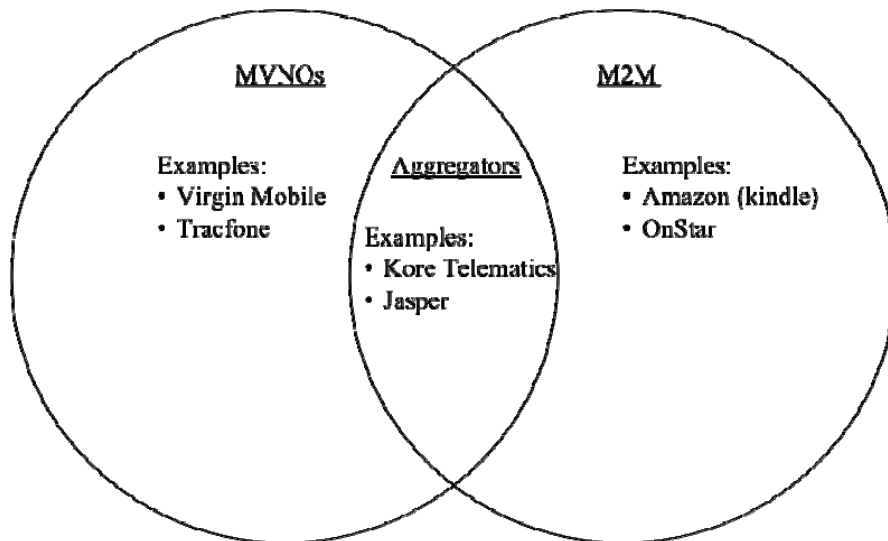 MVNOs
Examples:
• Virgin Mobile
• Tracfone
Aggregators
Examples:
• Kore Telematics
• Jasper
M2M
Examples:
• Amazon (kindle)
• OnStar